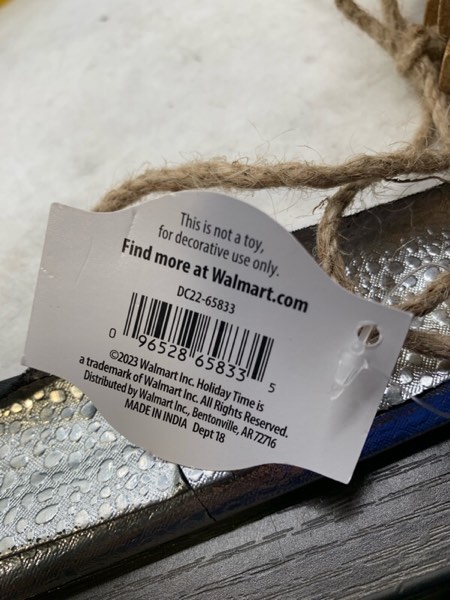 This is not a toy,
for decorative use only.
Find more at Walmart.com
DC22-65833
0 96528 65833 5
©2023 Walmart Inc. Holiday Time is
a trademark of Walmart Inc. All Rights Reserved.
Distributed by Walmart Inc., Bentonville, AR 72716
MADE IN INDIA Dept 18